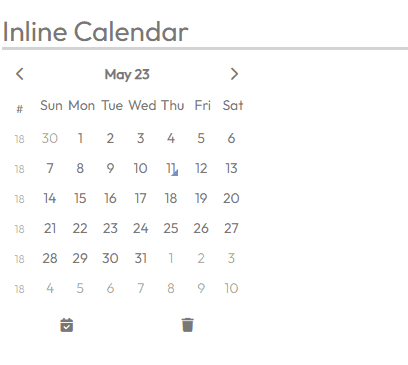 Inline Calendar
May 23
# Sun Mon Tue Wed Thu Fri Sat
18 30 1 2 3 4 5 6
18 7 8 9 10 11 12 13
18 14 15 16 17 18 19 20
18 21 22 23 24 25 26 27
18 28 29 30 31 1 2 3
18 4 5 6 7 8 9 10